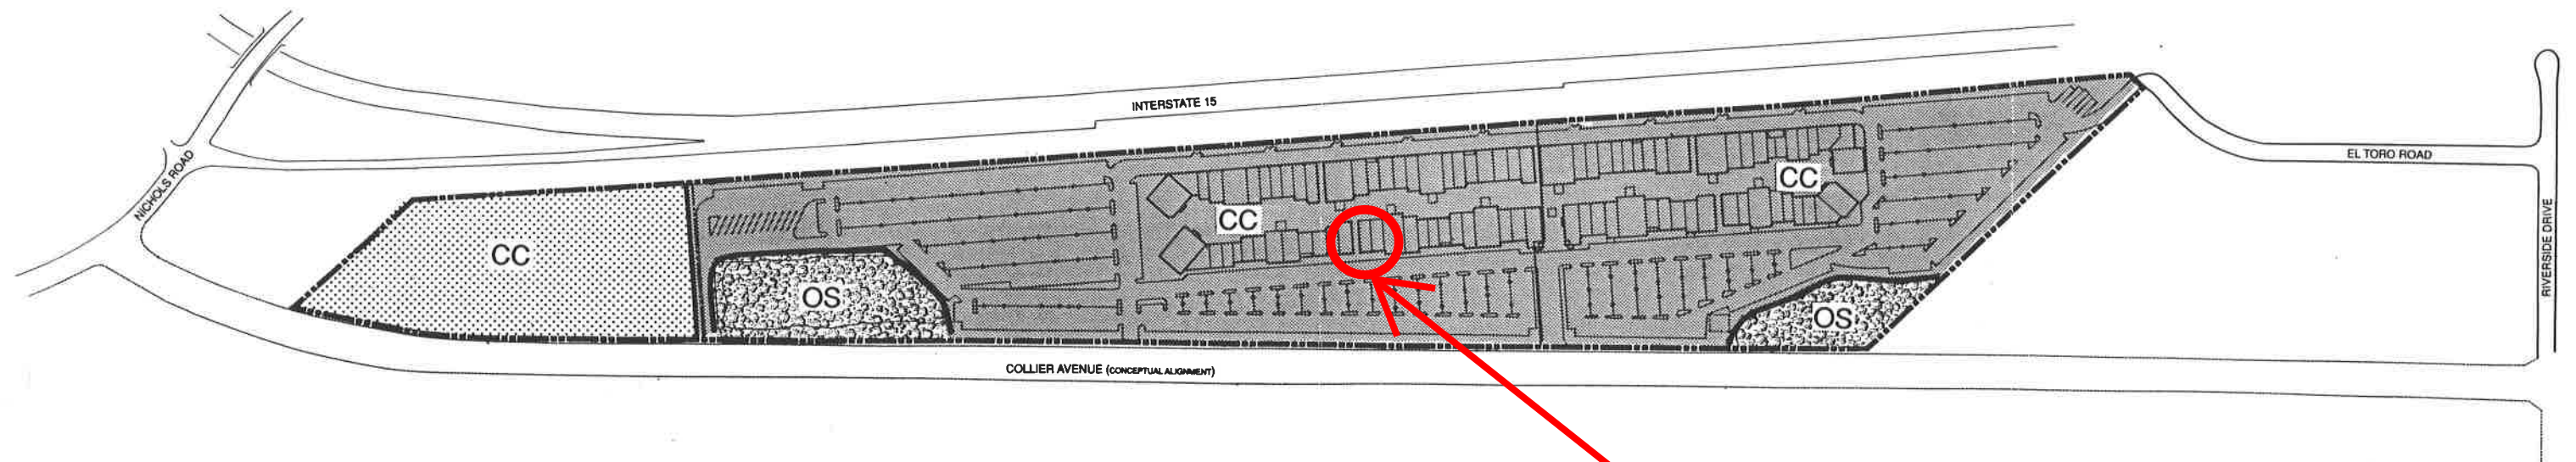 INTERSTATE 15
NICHOLS ROAD
EL TORO ROAD
CC
CC
CC
RIVERSIDE DRIVE
OS
OS
COLLIER AVENUE (CONCEPTUAL ALIGNMENT)